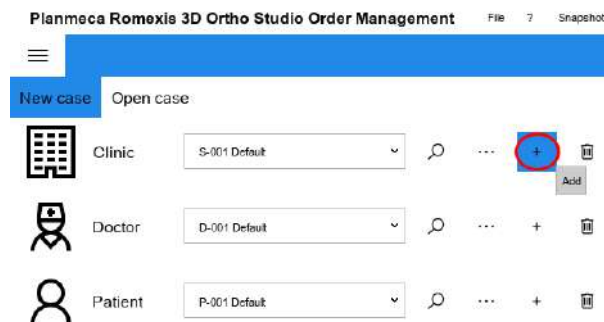 Planmeca Romexis 3D Ortho Studio Order Management File ? Snapshot
New case Open case
Clinic S-001 Default ... +
Add
Doctor D-001 Default ... +
Patient P-001 Default ... +